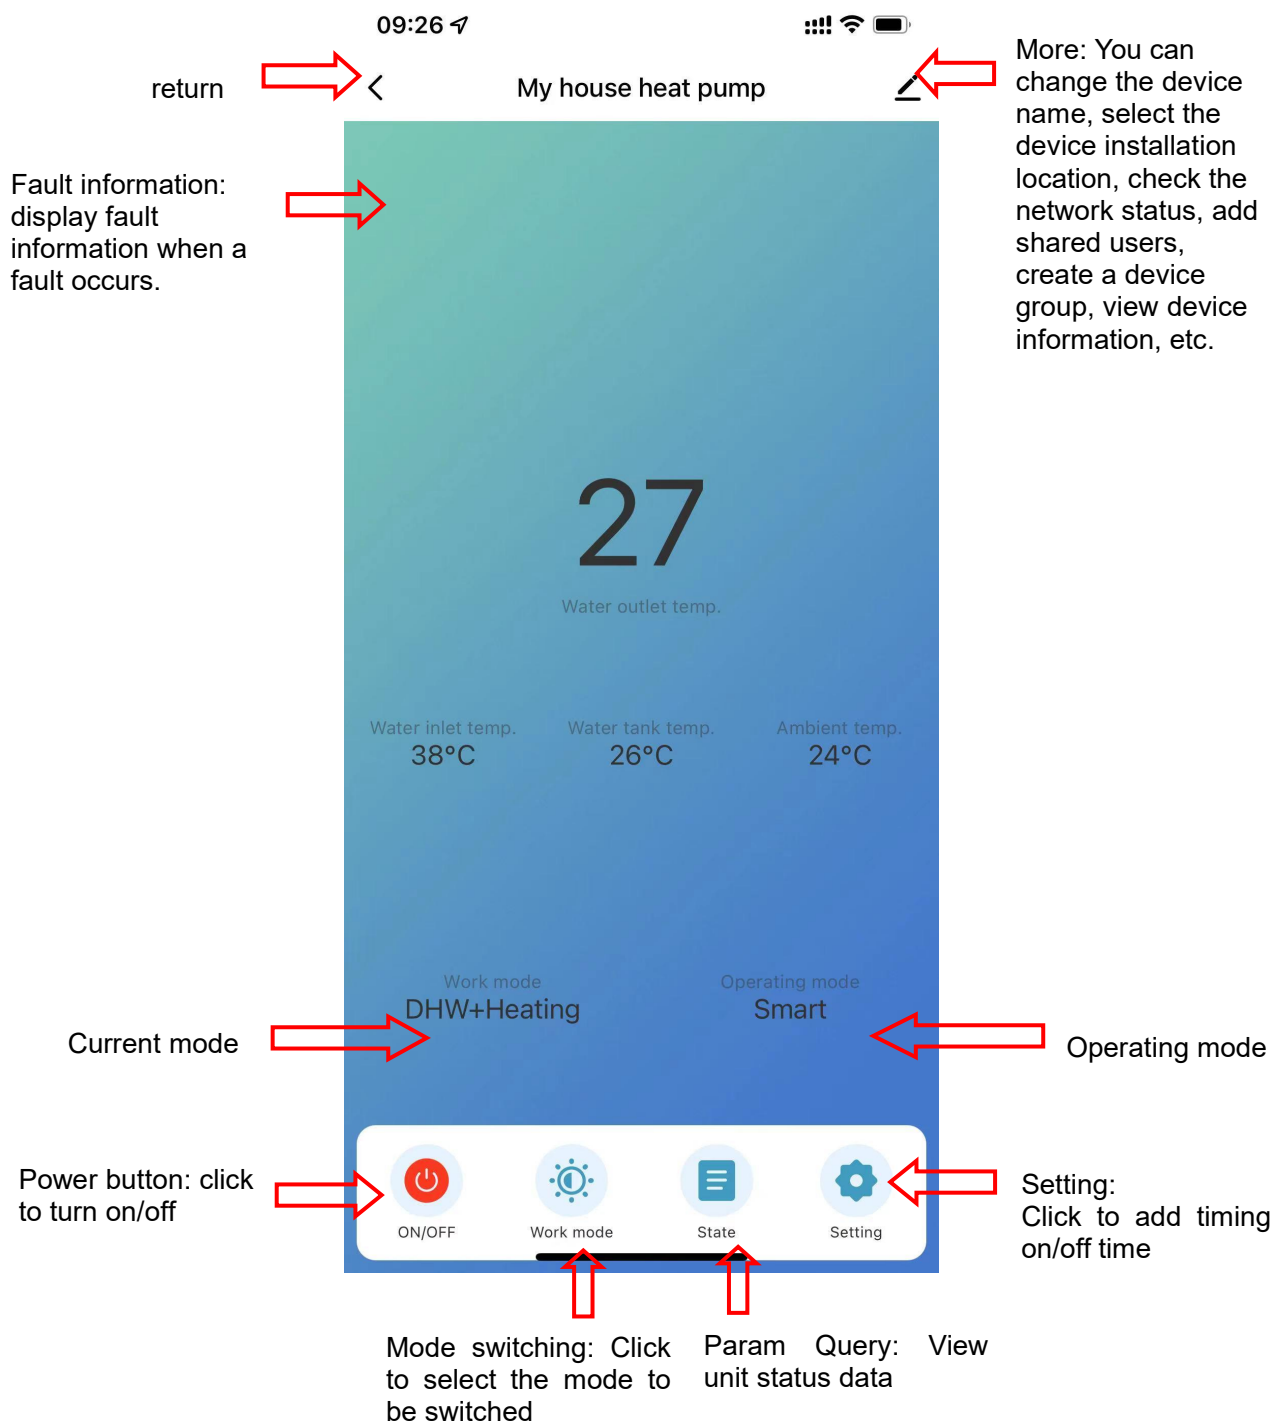 09:26
return
My house heat pump
More: You can
change the device
name, select the
device installation
location, check the
network status, add
shared users,
create a device
group, view device
information, etc.
Fault information:
display fault
information when a
fault occurs.
27
Water outlet temp.
Water inlet temp.
38°C
Water tank temp.
26°C
Ambient temp.
24°C
Work mode
DHW+Heating
Operating mode
Smart
Current mode
Operating mode
Power button: click
to turn on/off
ON/OFF
Work mode
State
Setting
Setting:
Click to add timing
on/off time
Mode switching: Click
to select the mode to
be switched
Param Query: View
unit status data